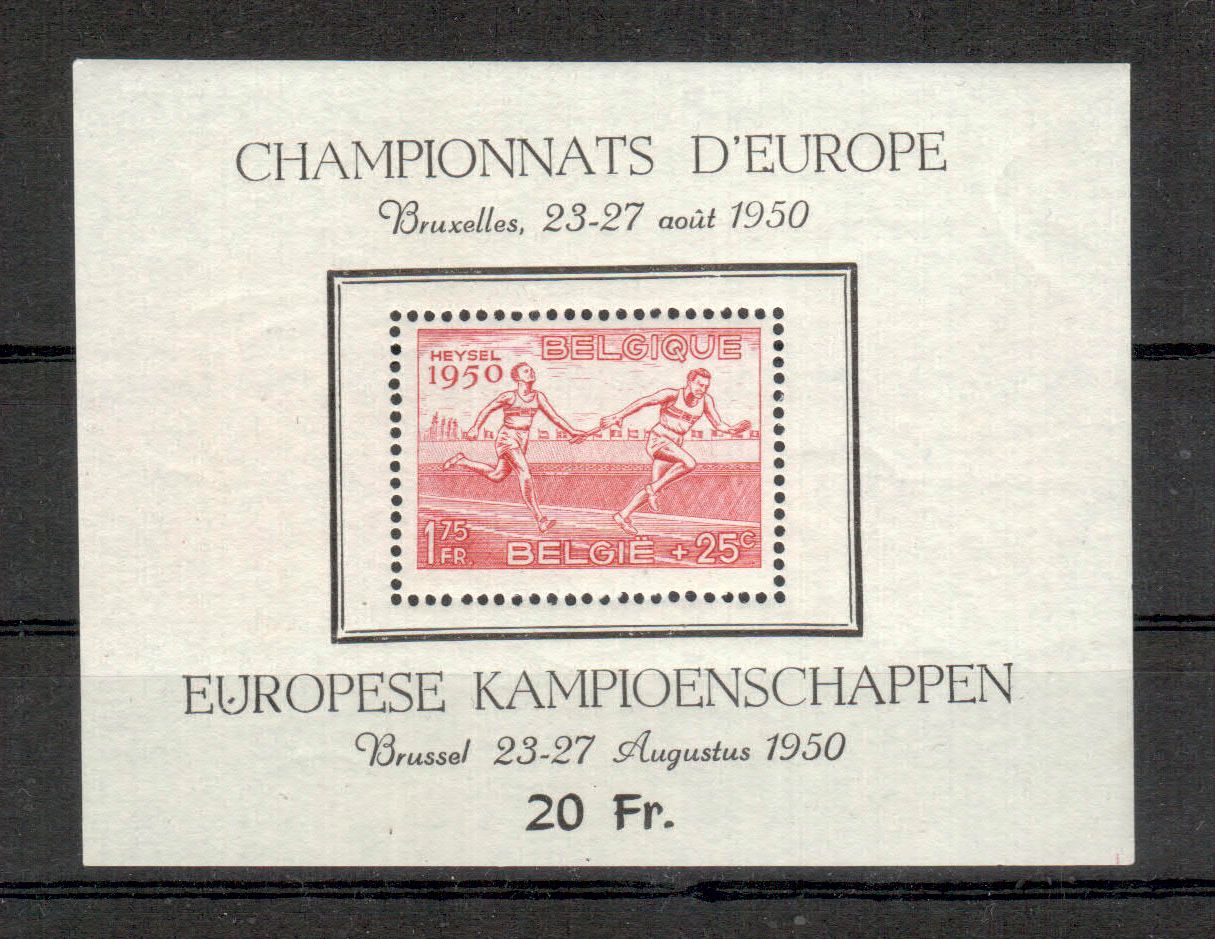 CHAMPIONNATS D'EUROPE
Bruxelles, 23-27 août 1950
HEYSEL BELGIQUE
1950
1 75 FR. BELGIË + 25 C
EUROPESE KAMPIOENSCHAPPEN
Brussel 23-27 Augustus 1950
20 Fr.